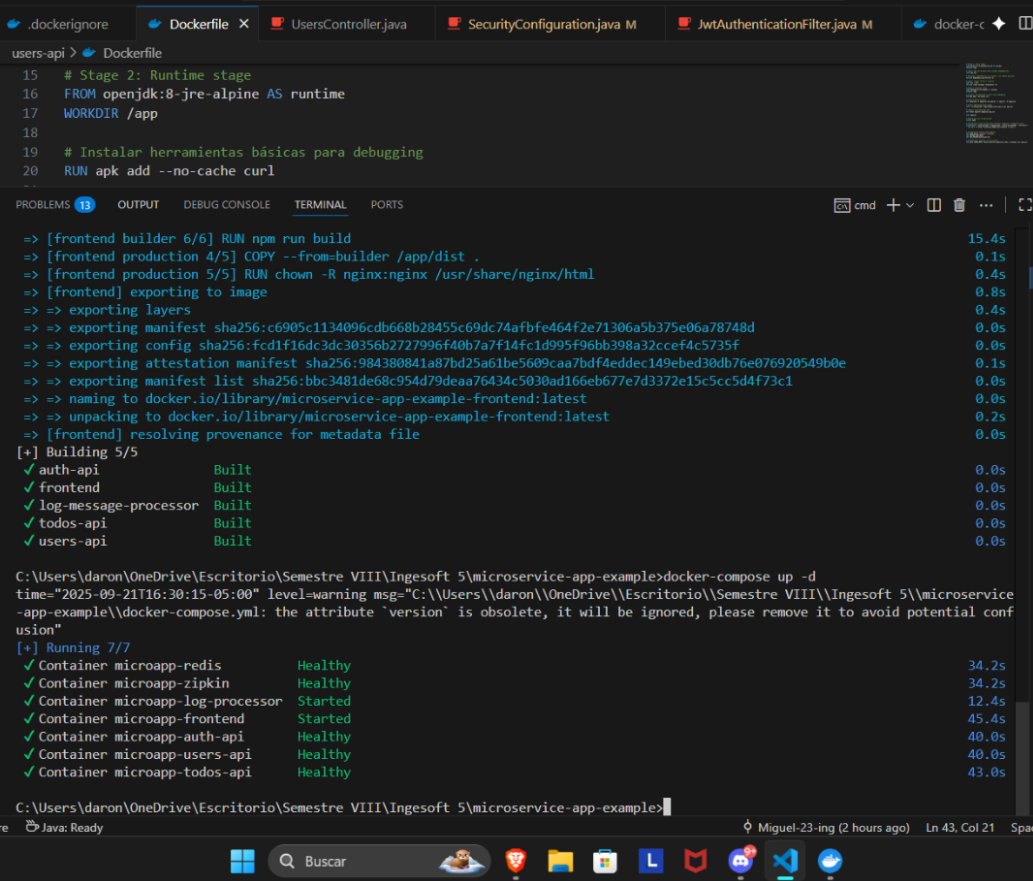 .dockerignore
Dockerfile
UsersController.java
SecurityConfiguration.java M
JwtAuthenticationFilter.java M
docker-c
users-api > Dockerfile
15 # Stage 2: Runtime stage
16 FROM openjdk:8-jre-alpine AS runtime
17 WORKDIR /app
18
19 # Instalar herramientas básicas para debugging
20 RUN apk add --no-cache curl
PROBLEMS 13 OUTPUT DEBUG CONSOLE TERMINAL PORTS
cmd
=> [frontend builder 6/6] RUN npm run build 15.4s
=> [frontend production 4/5] COPY --from=builder /app/dist . 0.1s
=> [frontend production 5/5] RUN chown -R nginx:nginx /usr/share/nginx/html 0.4s
=> [frontend] exporting to image 0.8s
=> => exporting layers 0.4s
=> => exporting manifest sha256:c6905c1134096cdb668b28455c69dc74afbfe464f2e71306a5b375e06a78748d 0.0s
=> => exporting config sha256:fcd1f16dc3dc30356b2727996f40b7a7f14fc1d995f96bb398a32ccef4c5735f 0.0s
=> => exporting attestation manifest sha256:984380841a87bd25a61be5609caa7bdf4eddec149ebed30db76e076920549b0e 0.1s
=> => exporting manifest list sha256:bbc3481de68c954d79deaa76434c5030ad166eb677e7d3372e15c5cc5d4f73c1 0.0s
=> => naming to docker.io/library/microservice-app-example-frontend:latest 0.0s
=> => unpacking to docker.io/library/microservice-app-example-frontend:latest 0.2s
=> [frontend] resolving provenance for metadata file 0.0s
[+] Building 5/5
✓ auth-api Built 0.0s
✓ frontend Built 0.0s
✓ log-message-processor Built 0.0s
✓ todos-api Built 0.0s
✓ users-api Built 0.0s
C:\Users\daron\OneDrive\Escritorio\Semestre VIII\Ingesoft 5\microservice-app-example>docker-compose up -d
time="2025-09-21T16:30:15-05:00" level=warning msg="C:\\Users\\daron\\OneDrive\\Escritorio\\Semestre VIII\\Ingesoft 5\\microservice
-app-example\\docker-compose.yml: the attribute `version` is obsolete, it will be ignored, please remove it to avoid potential conf
usion"
[+] Running 7/7
✓ Container microapp-redis Healthy 34.2s
✓ Container microapp-zipkin Healthy 34.2s
✓ Container microapp-log-processor Started 12.4s
✓ Container microapp-frontend Started 45.4s
✓ Container microapp-auth-api Healthy 40.0s
✓ Container microapp-users-api Healthy 40.0s
✓ Container microapp-todos-api Healthy 43.0s
C:\Users\daron\OneDrive\Escritorio\Semestre VIII\Ingesoft 5\microservice-app-example>
re Java: Ready Miguel-23-ing (2 hours ago) Ln 43, Col 21 Spa
Buscar
L
9+